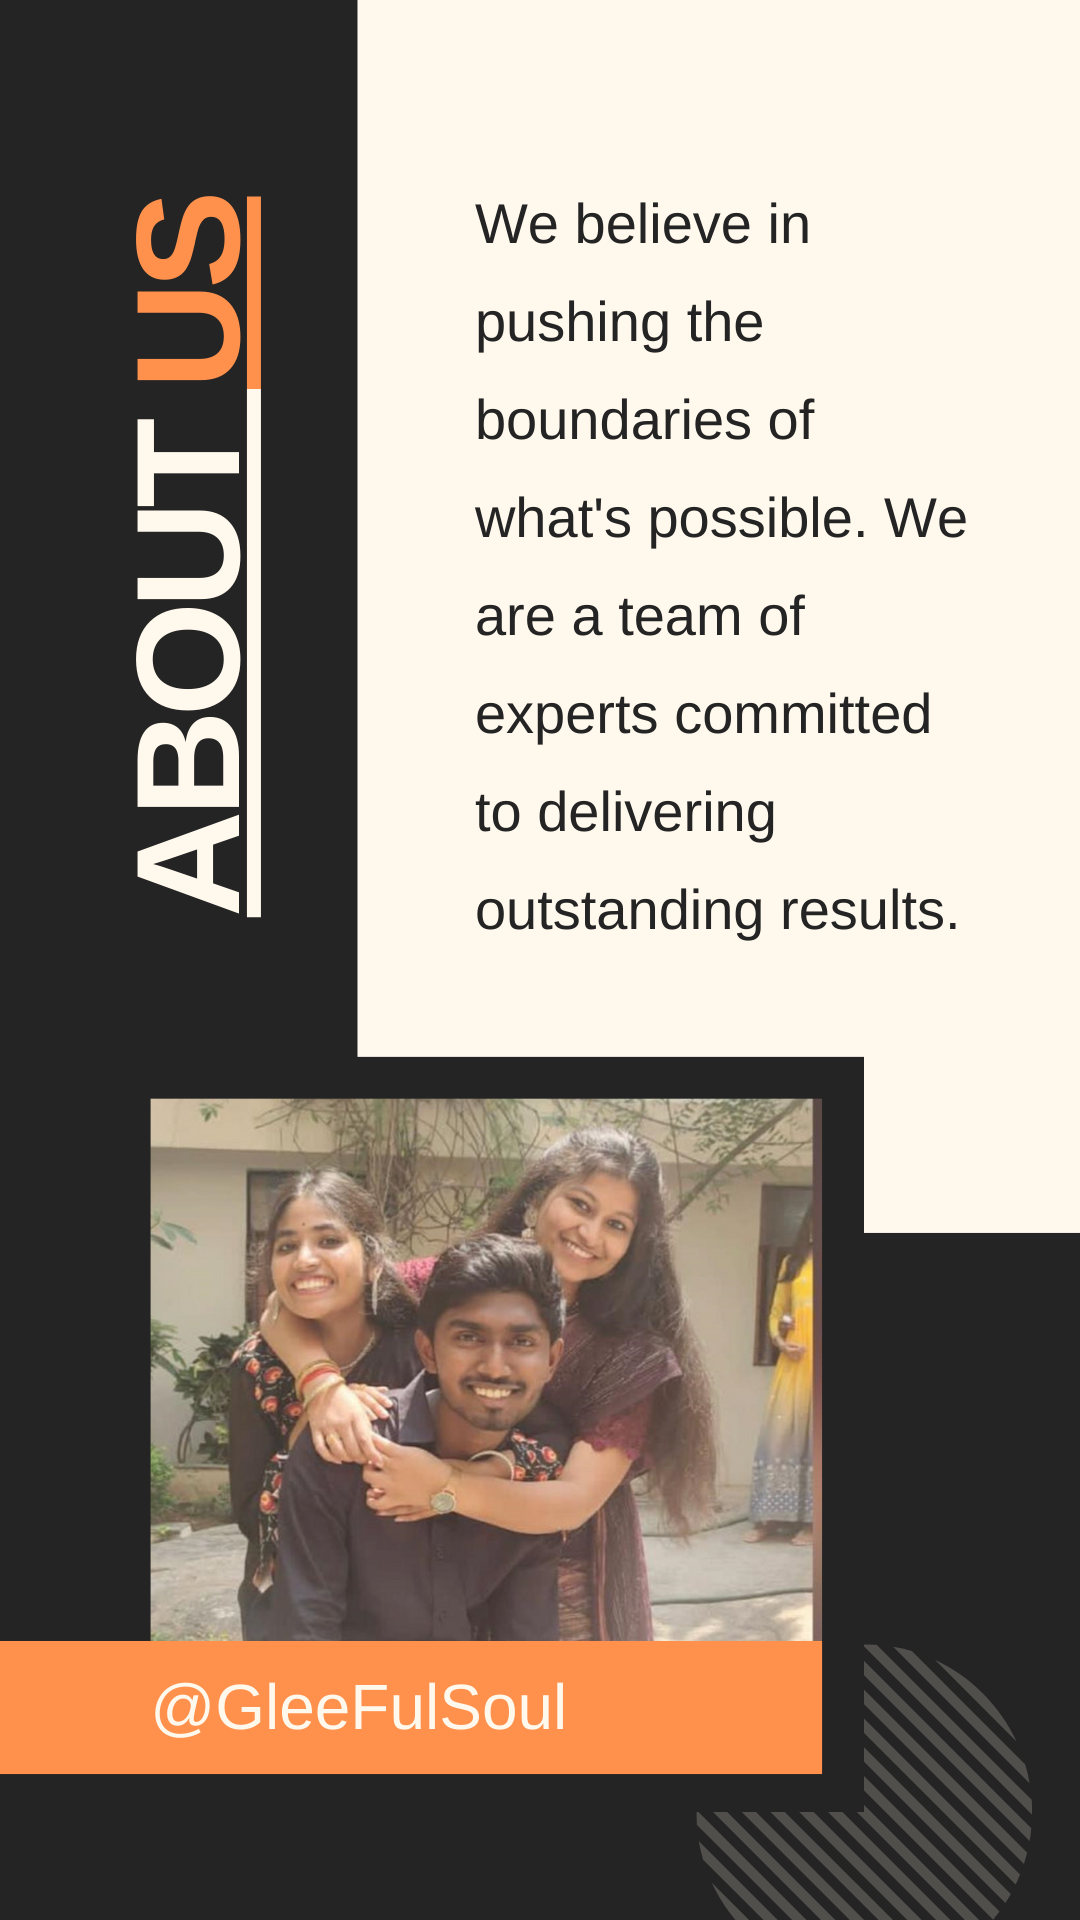 ABOUT US
We believe in
pushing the
boundaries of
what's possible. We
are a team of
experts committed
to delivering
outstanding results.
@GleeFulSoul